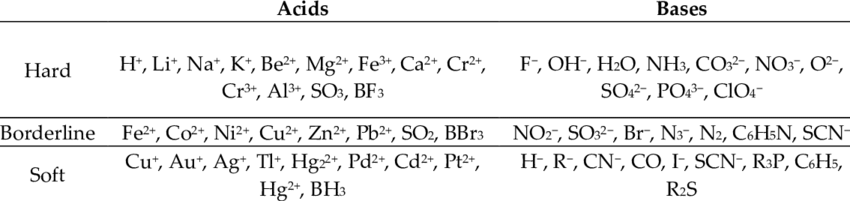 Acids Bases
Hard H⁺, Li⁺, Na⁺, K⁺, Be²⁺, Mg²⁺, Fe³⁺, Ca²⁺, Cr²⁺, F⁻, OH⁻, H₂O, NH₃, CO₃²⁻, NO₃⁻, O²⁻,
Cr³⁺, Al³⁺, SO₃, BF₃ SO₄²⁻, PO₄³⁻, ClO₄⁻
Borderline Fe²⁺, Co²⁺, Ni²⁺, Cu²⁺, Zn²⁺, Pb²⁺, SO₂, BBr₃ NO₂⁻, SO₃²⁻, Br⁻, N₃⁻, N₂, C₆H₅N, SCN⁻
Soft Cu⁺, Au⁺, Ag⁺, Tl⁺, Hg₂²⁺, Pd²⁺, Cd²⁺, Pt²⁺, H⁻, R⁻, CN⁻, CO, I⁻, SCN⁻, R₃P, C₆H₅,
Hg²⁺, BH₃ R₂S